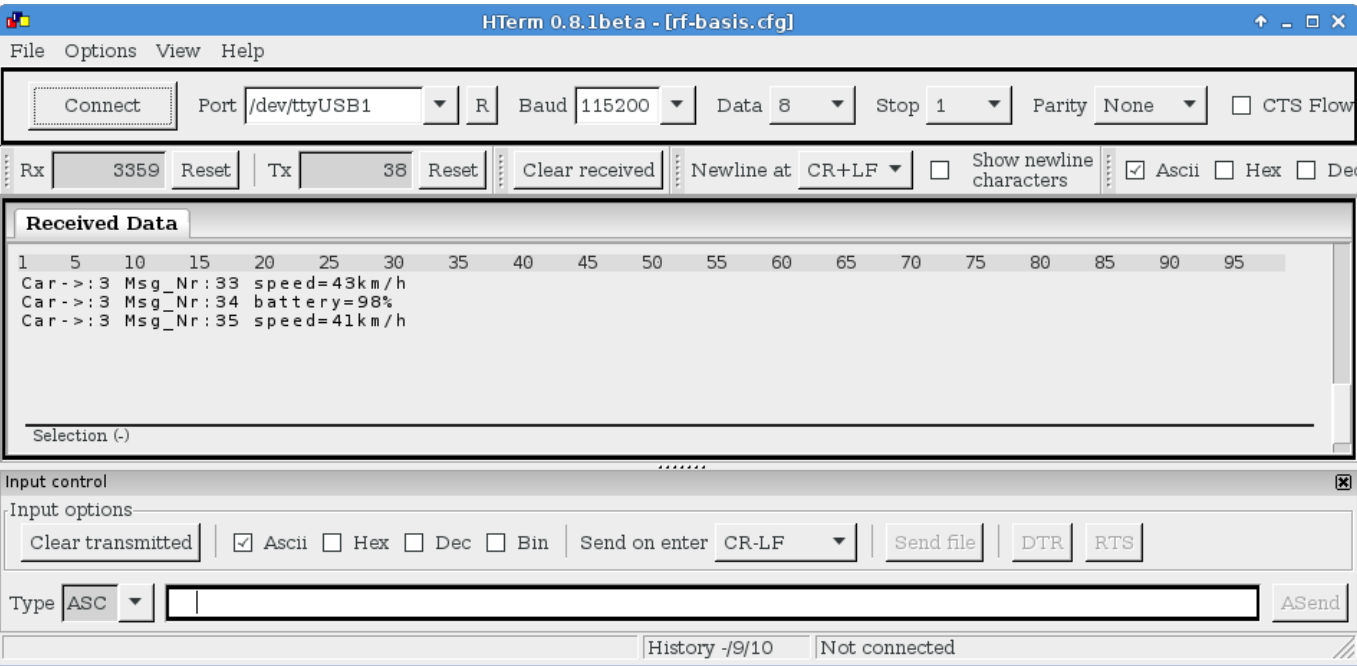 HTerm 0.8.1beta - [rf-basis.cfg]
File Options View Help
Connect Port /dev/ttyUSB1 R Baud 115200 Data 8 Stop 1 Parity None CTS Flow
Rx 3359 Reset Tx 38 Reset Clear received Newline at CR+LF Show newline characters Ascii Hex Dec
Received Data
1 5 10 15 20 25 30 35 40 45 50 55 60 65 70 75 80 85 90 95
Car->:3 Msg_Nr:33 speed=43km/h
Car->:3 Msg_Nr:34 battery=98%
Car->:3 Msg_Nr:35 speed=41km/h
Selection (-)
Input control
Input options
Clear transmitted Ascii Hex Dec Bin Send on enter CR-LF Send file DTR RTS
Type ASC ASend
History -/9/10 Not connected